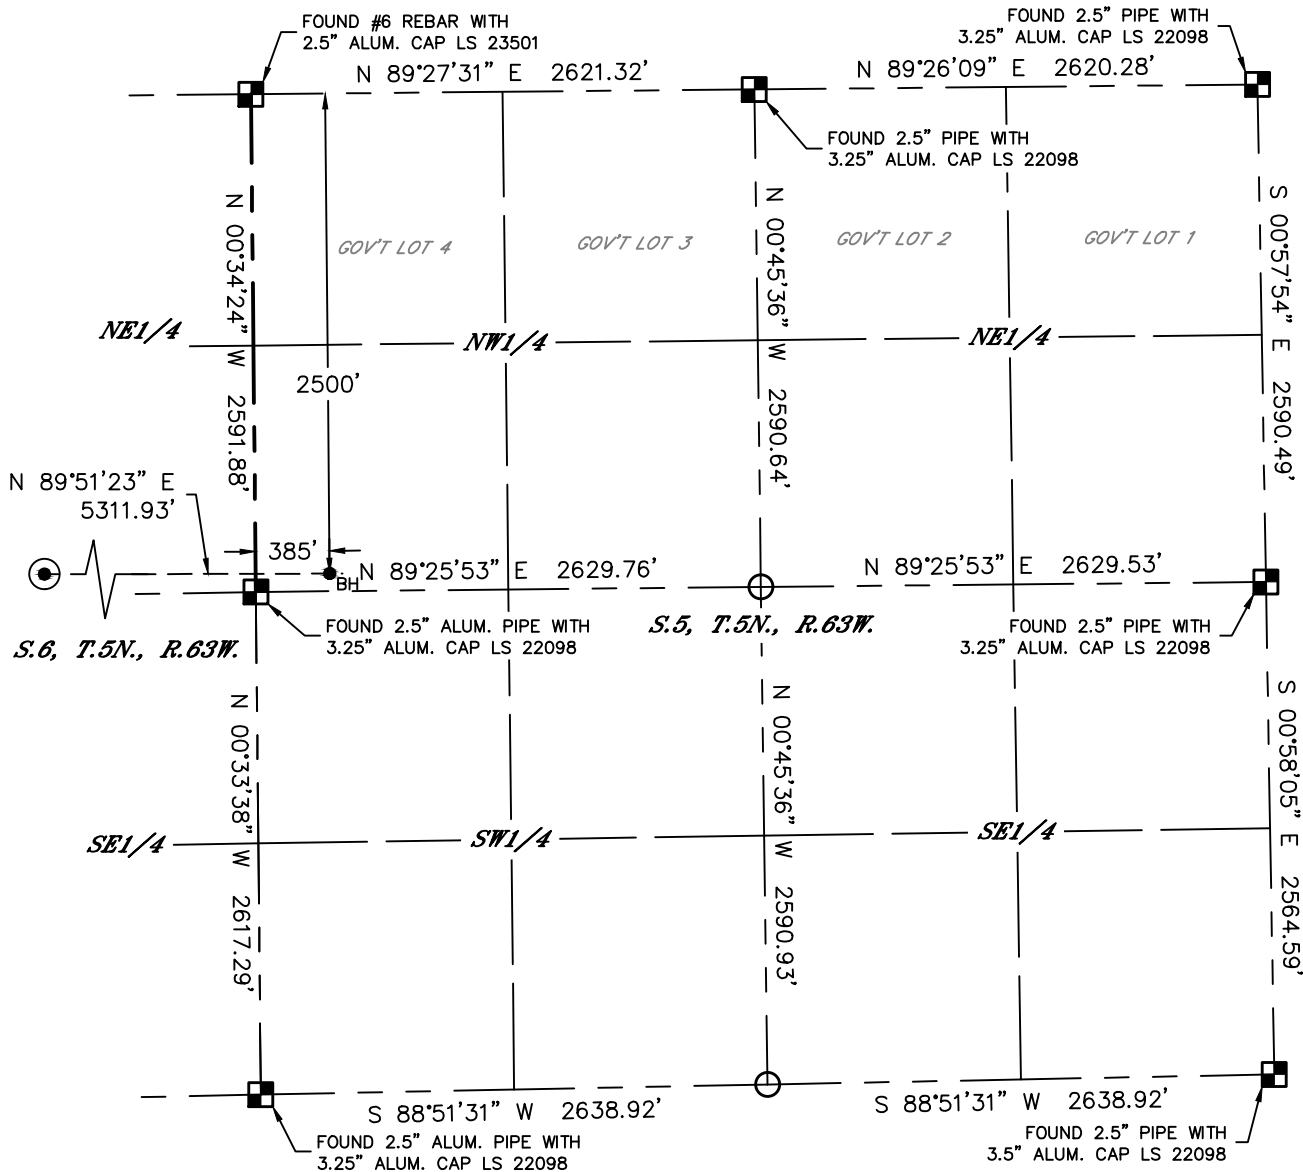 FOUND #6 REBAR WITH
2.5" ALUM. CAP LS 23501
FOUND 2.5" PIPE WITH
3.25" ALUM. CAP LS 22098
N 89°27'31" E 2621.32'
N 89°26'09" E 2620.28'
FOUND 2.5" PIPE WITH
3.25" ALUM. CAP LS 22098
N 00°34'24" W 2591.88'
N 00°45'36" W 2590.64'
S 00°57'54" E 2590.49'
GOV'T LOT 4
GOV'T LOT 3
GOV'T LOT 2
GOV'T LOT 1
NE1/4
NW1/4
NE1/4
2500'
N 89°51'23" E
5311.93'
385'
BH
N 89°25'53" E 2629.76'
N 89°25'53" E 2629.53'
S.6, T.5N., R.63W.
FOUND 2.5" ALUM. PIPE WITH
3.25" ALUM. CAP LS 22098
S.5, T.5N., R.63W.
FOUND 2.5" PIPE WITH
3.25" ALUM. CAP LS 22098
N 00°33'38" W 2617.29'
N 00°45'36" W 2590.93'
S 00°58'05" E 2564.59'
SE1/4
SW1/4
SE1/4
S 88°51'31" W 2638.92'
S 88°51'31" W 2638.92'
FOUND 2.5" ALUM. PIPE WITH
3.25" ALUM. CAP LS 22098
FOUND 2.5" PIPE WITH
3.5" ALUM. CAP LS 22098